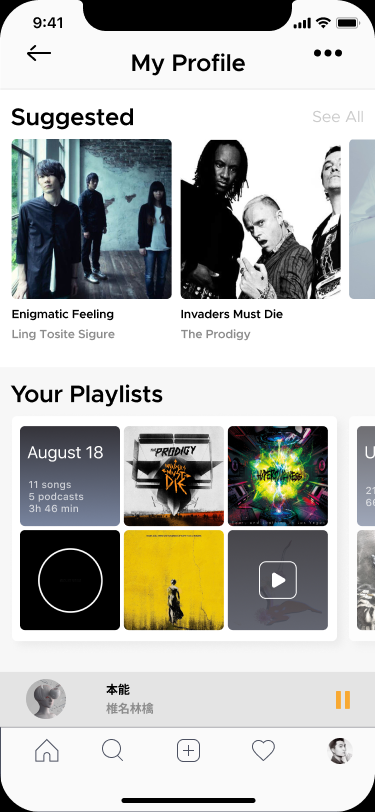 9:41
My Profile
Suggested
See All
Enigmatic Feeling
Ling Tosite Sigure
Invaders Must Die
The Prodigy
Your Playlists
August 18
11 songs
5 podcasts
3h 46 min
THE PRODIGY
INVADERS MUST DIE
U
21
66
本能
椎名林檎